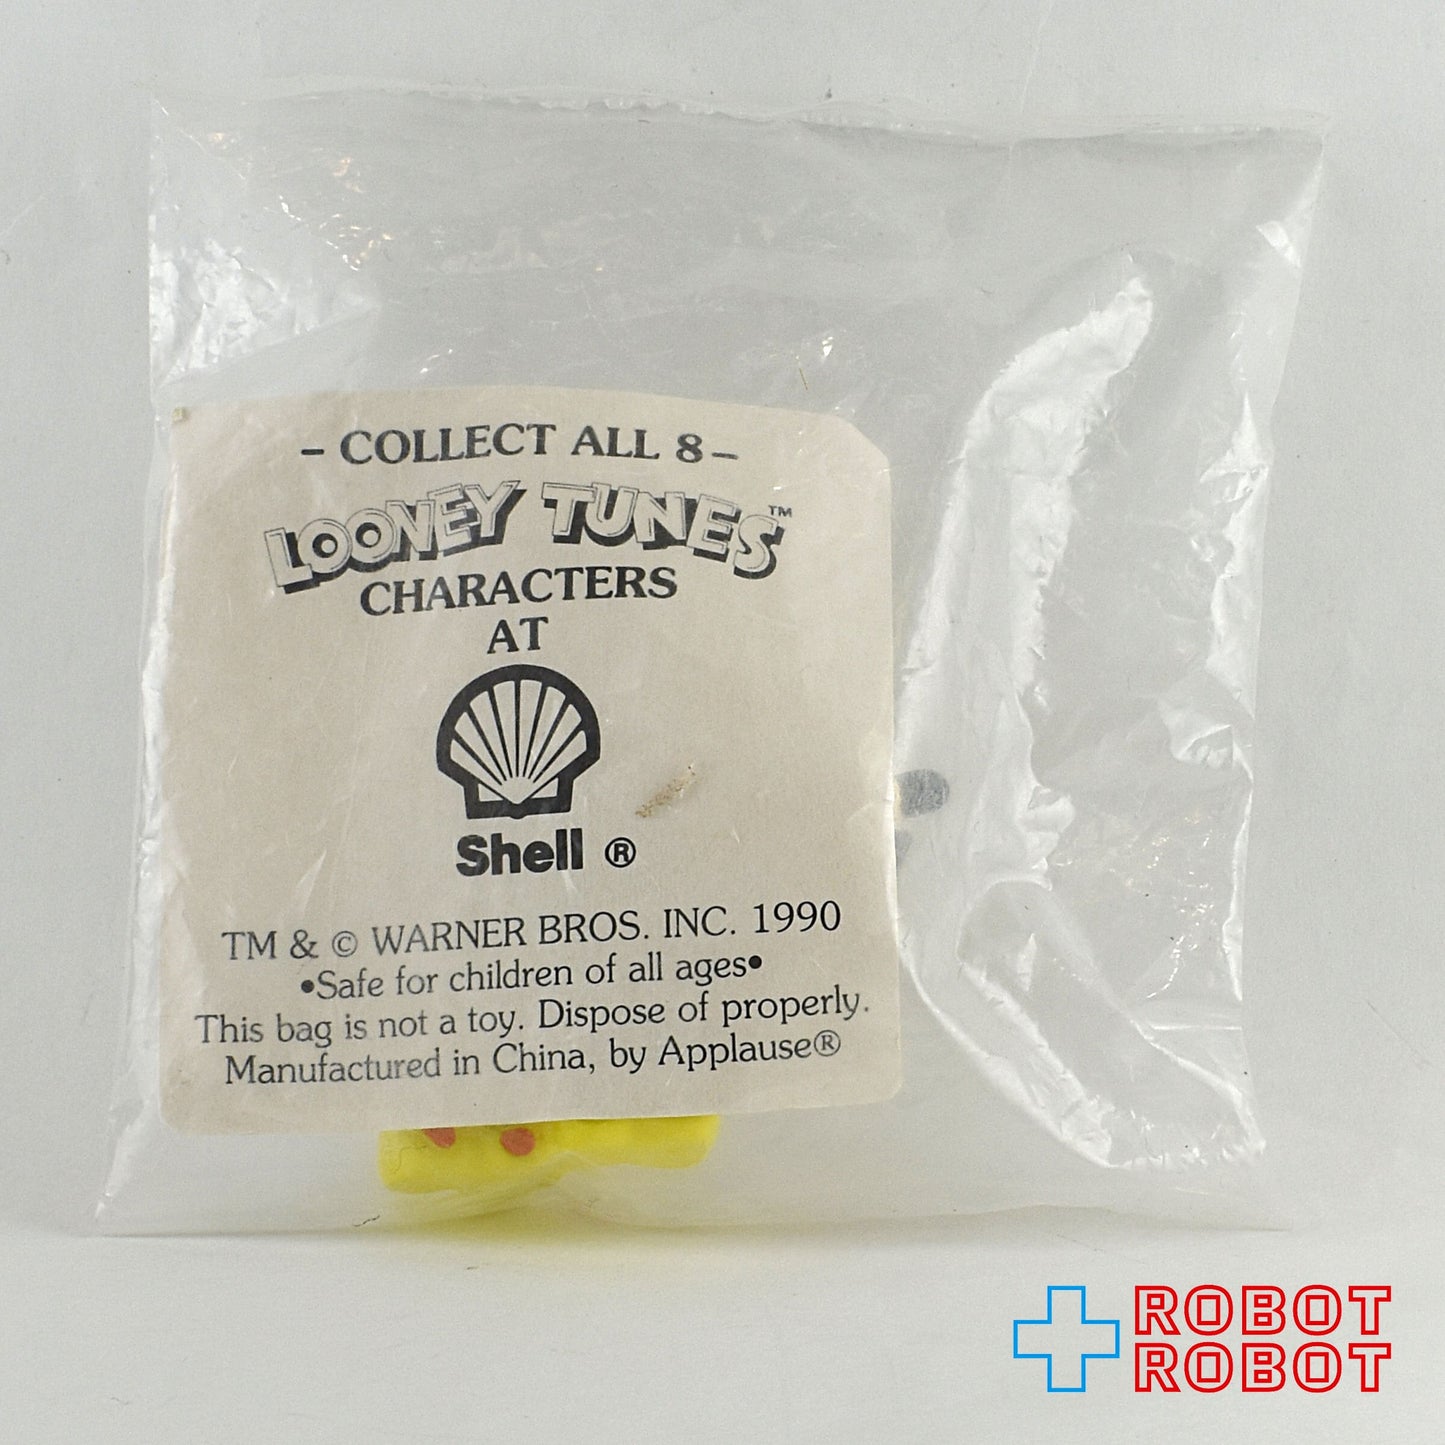 - COLLECT ALL 8 -
LOONEY TUNES™
CHARACTERS
AT
Shell ®
TM & © WARNER BROS. INC. 1990
•Safe for children of all ages•
This bag is not a toy. Dispose of properly.
Manufactured in China, by Applause®
ROBOT
ROBOT